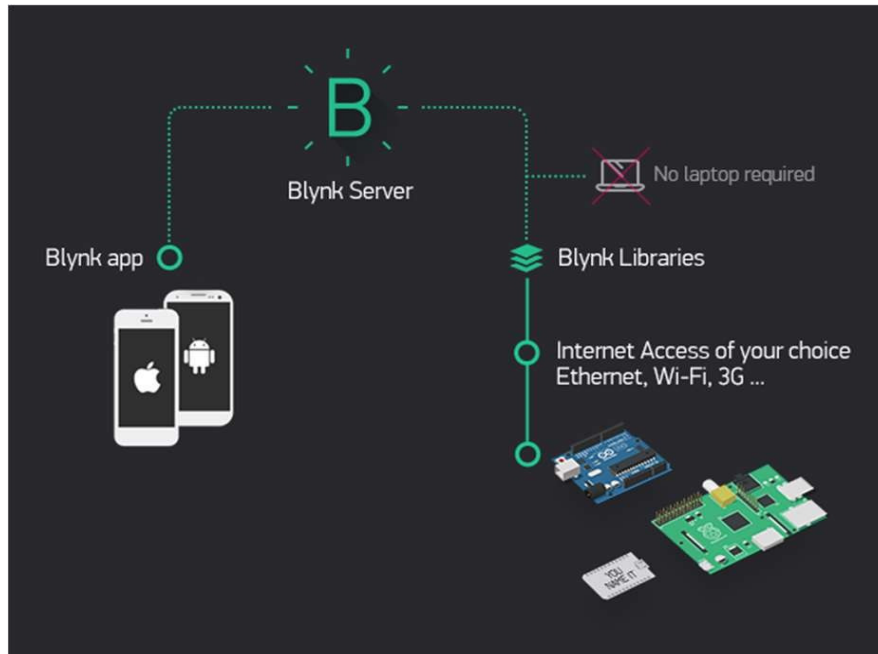 B
Blynk Server
No laptop required
Blynk app
Blynk Libraries
Internet Access of your choice
Ethernet, Wi-Fi, 3G ...
YOU
NAME IT